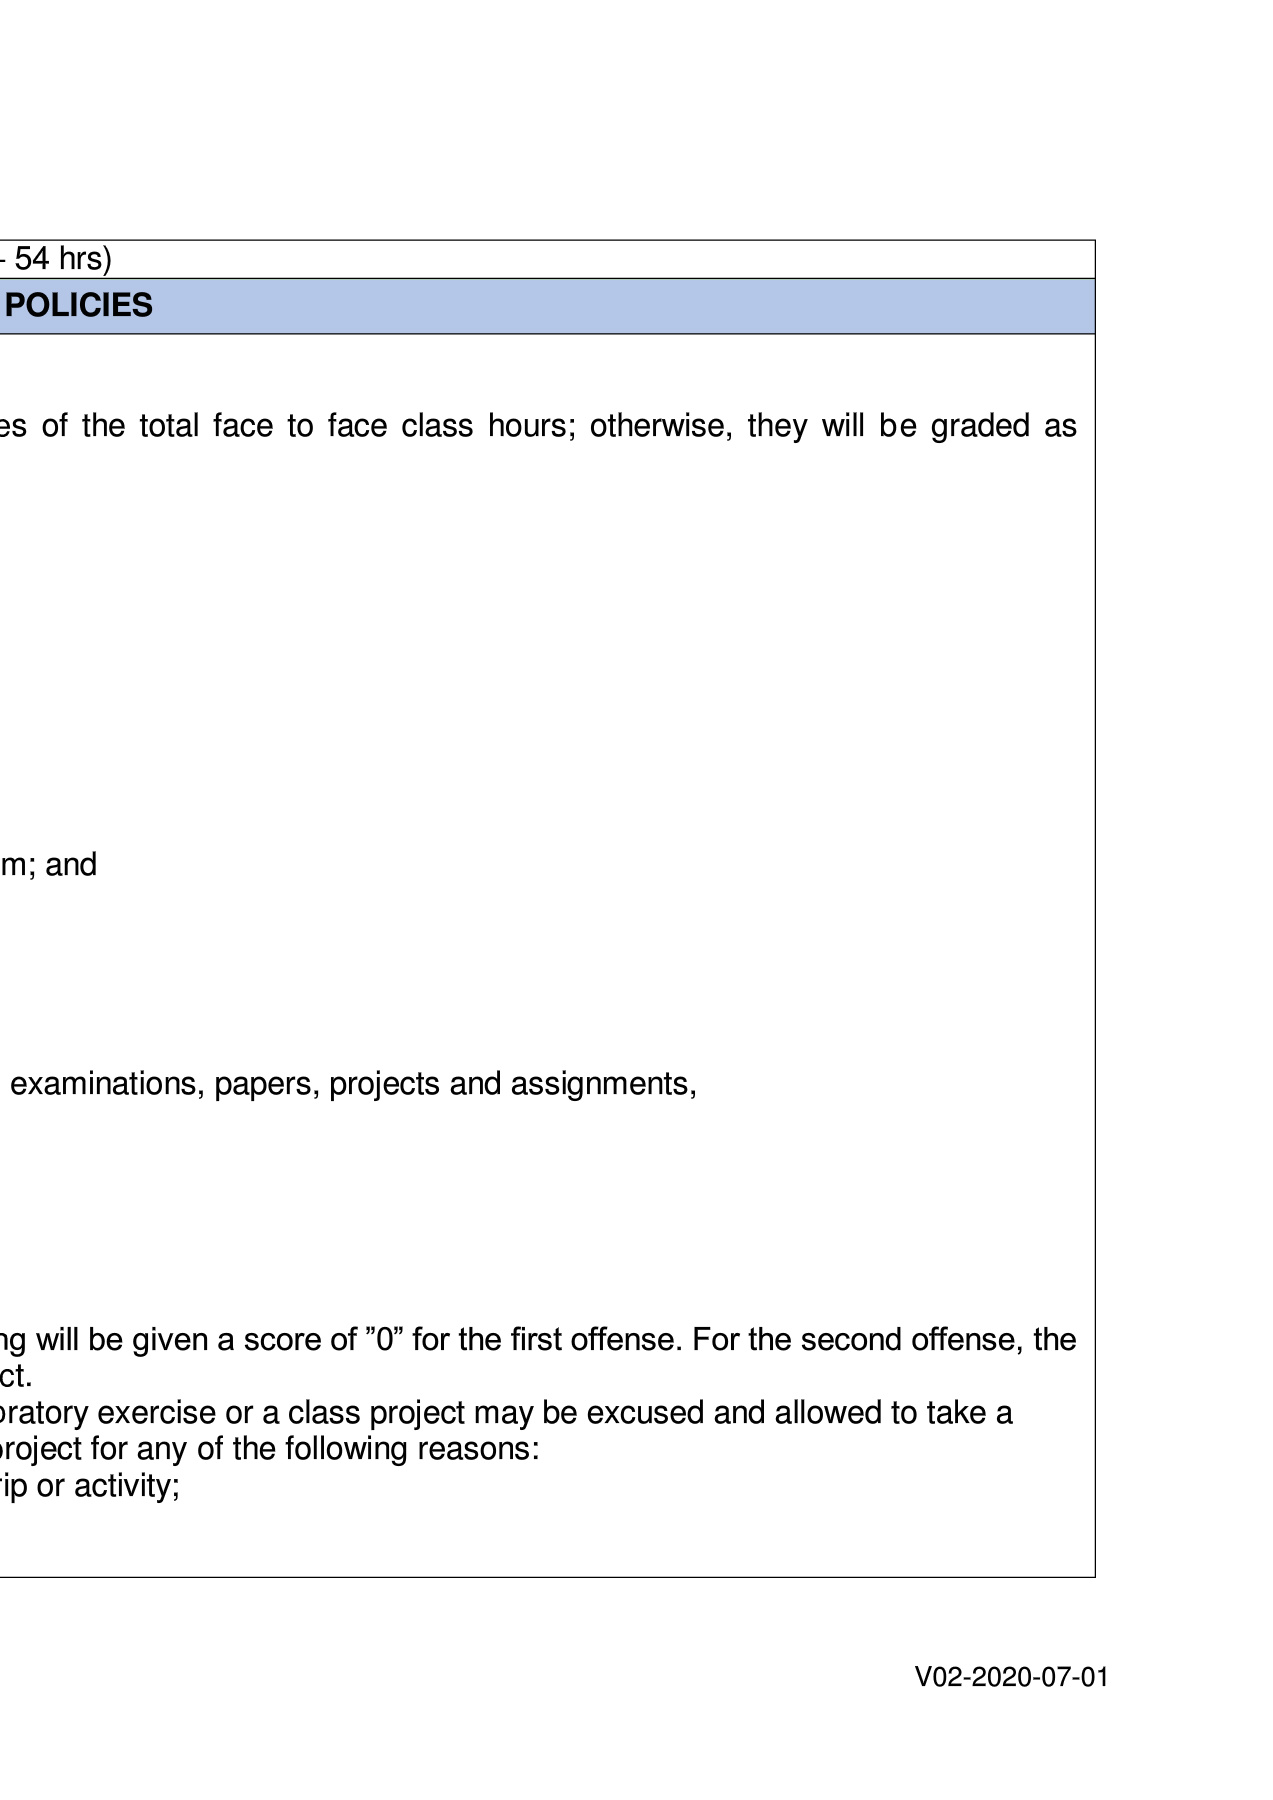 - 54 hrs)
POLICIES
of the total face to face class hours; otherwise, they will be graded as
m; and
examinations, papers, projects and assignments,
will be given a score of ”0” for the first offense. For the second offense, the
ct.
oratory exercise or a class project may be excused and allowed to take a
project for any of the following reasons:
rip or activity;
V02-2020-07-01